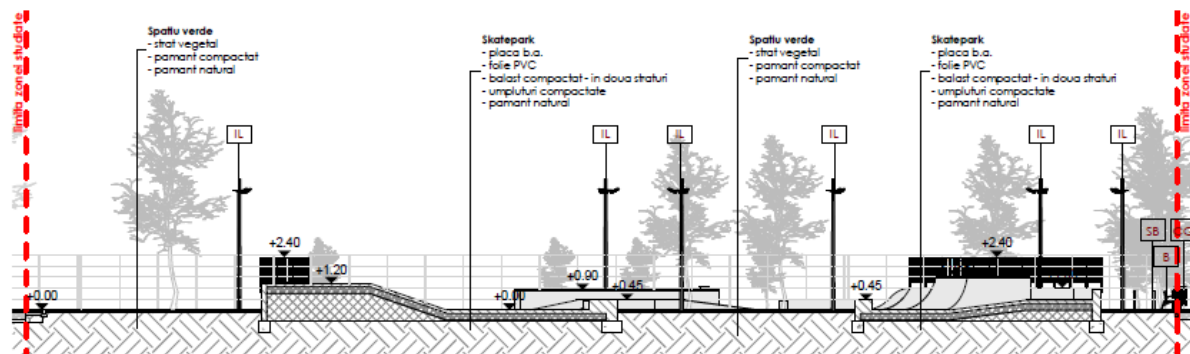 limita zonei studiate
Spatiu verde
- strat vegetal
- pamant compactat
- pamant natural
Skatepark
- placa b.a.
- folie PVC
- balast compactat - in doua straturi
- umpluturi compactate
- pamant natural
Spatiu verde
- strat vegetal
- pamant compactat
- pamant natural
Skatepark
- placa b.a.
- folie PVC
- balast compactat - in doua straturi
- umpluturi compactate
- pamant natural
limita zonei studiate
IL
IL
IL
IL
IL
IL
SB
B
+2.40
+1.20
+0.90
+0.45
+2.40
+0.45
+0.00
+0.00